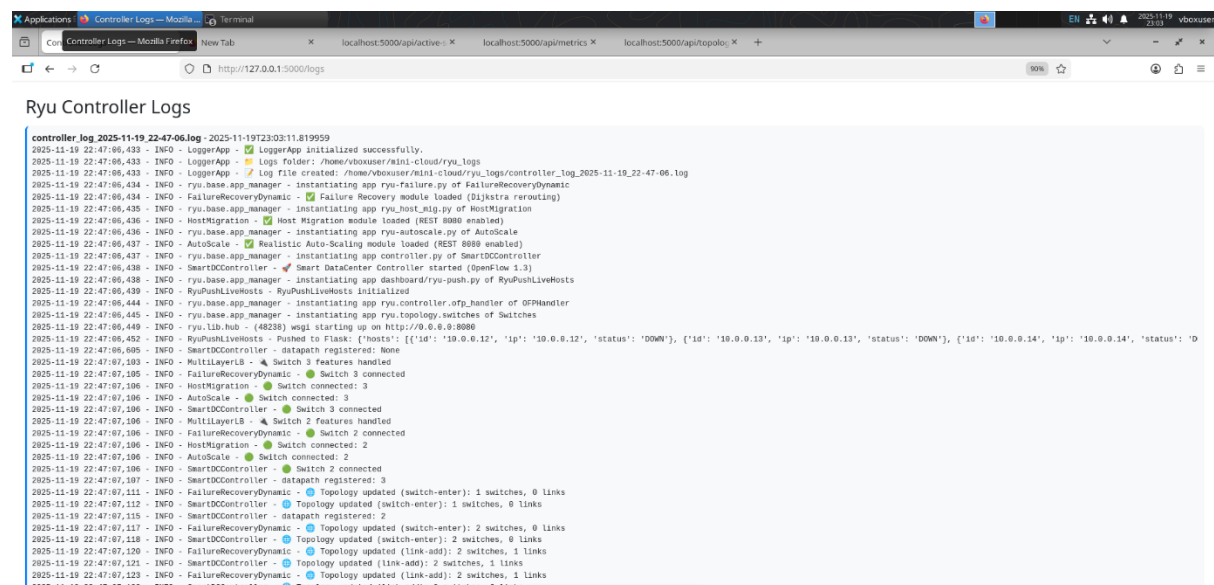 Applications Controller Logs — Mozilla ... Terminal EN 2025-11-19 23:03 vboxuser
Con Controller Logs — Mozilla Firefox New Tab × localhost:5000/api/active-s × localhost:5000/api/metrics × localhost:5000/api/topolog × +
http://127.0.0.1:5000/logs 90%
Ryu Controller Logs
controller_log_2025-11-19_22-47-06.log - 2025-11-19T23:03:11.819959
2025-11-19 22:47:06,433 - INFO - LoggerApp - ✅ LoggerApp initialized successfully.
2025-11-19 22:47:06,433 - INFO - LoggerApp - 📁 Logs folder: /home/vboxuser/mini-cloud/ryu_logs
2025-11-19 22:47:06,433 - INFO - LoggerApp - 📝 Log file created: /home/vboxuser/mini-cloud/ryu_logs/controller_log_2025-11-19_22-47-06.log
2025-11-19 22:47:06,434 - INFO - ryu.base.app_manager - instantiating app ryu-failure.py of FailureRecoveryDynamic
2025-11-19 22:47:06,434 - INFO - FailureRecoveryDynamic - ✅ Failure Recovery module loaded (Dijkstra rerouting)
2025-11-19 22:47:06,435 - INFO - ryu.base.app_manager - instantiating app ryu_host_mig.py of HostMigration
2025-11-19 22:47:06,436 - INFO - HostMigration - ✅ Host Migration module loaded (REST 8080 enabled)
2025-11-19 22:47:06,436 - INFO - ryu.base.app_manager - instantiating app ryu-autoscale.py of AutoScale
2025-11-19 22:47:06,437 - INFO - AutoScale - ✅ Realistic Auto-Scaling module loaded (REST 8080 enabled)
2025-11-19 22:47:06,437 - INFO - ryu.base.app_manager - instantiating app controller.py of SmartDCController
2025-11-19 22:47:06,438 - INFO - SmartDCController - 🚀 Smart DataCenter Controller started (OpenFlow 1.3)
2025-11-19 22:47:06,438 - INFO - ryu.base.app_manager - instantiating app dashboard/ryu-push.py of RyuPushLiveHosts
2025-11-19 22:47:06,439 - INFO - RyuPushLiveHosts - RyuPushLiveHosts initialized
2025-11-19 22:47:06,444 - INFO - ryu.base.app_manager - instantiating app ryu.controller.ofp_handler of OFPHandler
2025-11-19 22:47:06,445 - INFO - ryu.base.app_manager - instantiating app ryu.topology.switches of Switches
2025-11-19 22:47:06,449 - INFO - ryu.lib.hub - (48238) wsgi starting up on http://0.0.0.0:8080
2025-11-19 22:47:06,452 - INFO - RyuPushLiveHosts - Pushed to Flask: {'hosts': [{'id': '10.0.0.12', 'ip': '10.0.0.12', 'status': 'DOWN'}, {'id': '10.0.0.13', 'ip': '10.0.0.13', 'status': 'DOWN'}, {'id': '10.0.0.14', 'ip': '10.0.0.14', 'status': 'D
2025-11-19 22:47:06,605 - INFO - SmartDCController - datapath registered: None
2025-11-19 22:47:07,103 - INFO - MultiLayerLB - 🔌 Switch 3 features handled
2025-11-19 22:47:07,105 - INFO - FailureRecoveryDynamic - 🟢 Switch 3 connected
2025-11-19 22:47:07,106 - INFO - HostMigration - 🟢 Switch connected: 3
2025-11-19 22:47:07,106 - INFO - AutoScale - 🟢 Switch connected: 3
2025-11-19 22:47:07,106 - INFO - SmartDCController - 🟢 Switch 3 connected
2025-11-19 22:47:07,106 - INFO - MultiLayerLB - 🔌 Switch 2 features handled
2025-11-19 22:47:07,106 - INFO - FailureRecoveryDynamic - 🟢 Switch 2 connected
2025-11-19 22:47:07,106 - INFO - HostMigration - 🟢 Switch connected: 2
2025-11-19 22:47:07,106 - INFO - AutoScale - 🟢 Switch connected: 2
2025-11-19 22:47:07,106 - INFO - SmartDCController - 🟢 Switch 2 connected
2025-11-19 22:47:07,107 - INFO - SmartDCController - datapath registered: 3
2025-11-19 22:47:07,111 - INFO - FailureRecoveryDynamic - 🌐 Topology updated (switch-enter): 1 switches, 0 links
2025-11-19 22:47:07,112 - INFO - SmartDCController - 🌐 Topology updated (switch-enter): 1 switches, 0 links
2025-11-19 22:47:07,115 - INFO - SmartDCController - datapath registered: 2
2025-11-19 22:47:07,117 - INFO - FailureRecoveryDynamic - 🌐 Topology updated (switch-enter): 2 switches, 0 links
2025-11-19 22:47:07,118 - INFO - SmartDCController - 🌐 Topology updated (switch-enter): 2 switches, 0 links
2025-11-19 22:47:07,120 - INFO - FailureRecoveryDynamic - 🌐 Topology updated (link-add): 2 switches, 1 links
2025-11-19 22:47:07,121 - INFO - SmartDCController - 🌐 Topology updated (link-add): 2 switches, 1 links
2025-11-19 22:47:07,123 - INFO - FailureRecoveryDynamic - 🌐 Topology updated (link-add): 2 switches, 1 links